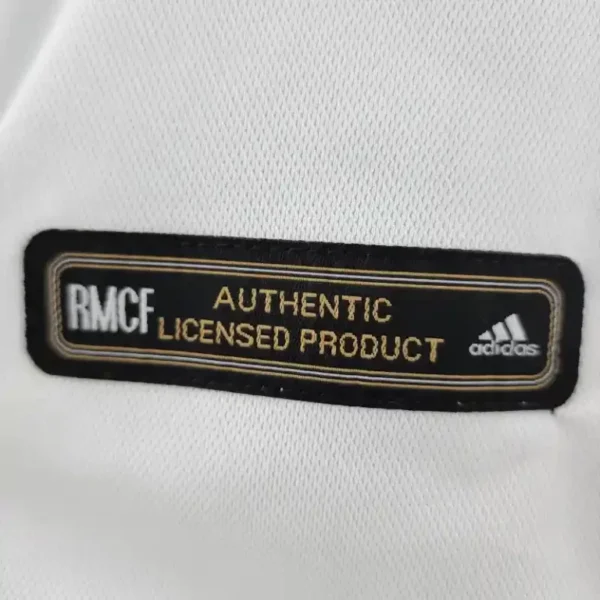 RMCF
AUTHENTIC
LICENSED PRODUCT
adidas